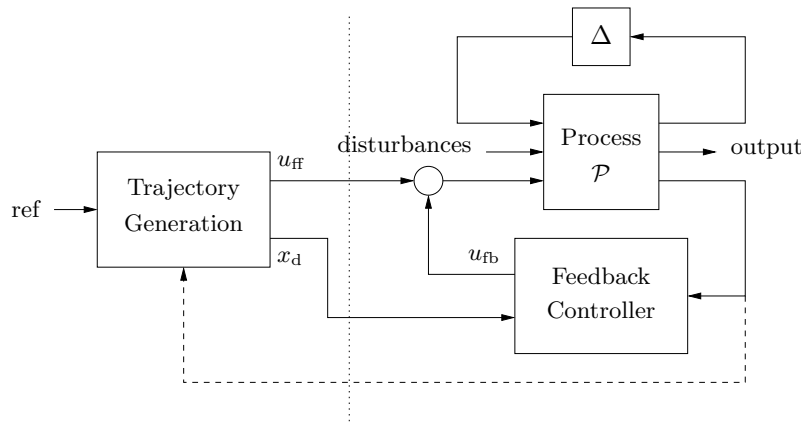 Δ
disturbances
Process
𝒫
output
Trajectory
Generation
ref
u_ff
x_d
u_fb
Feedback
Controller